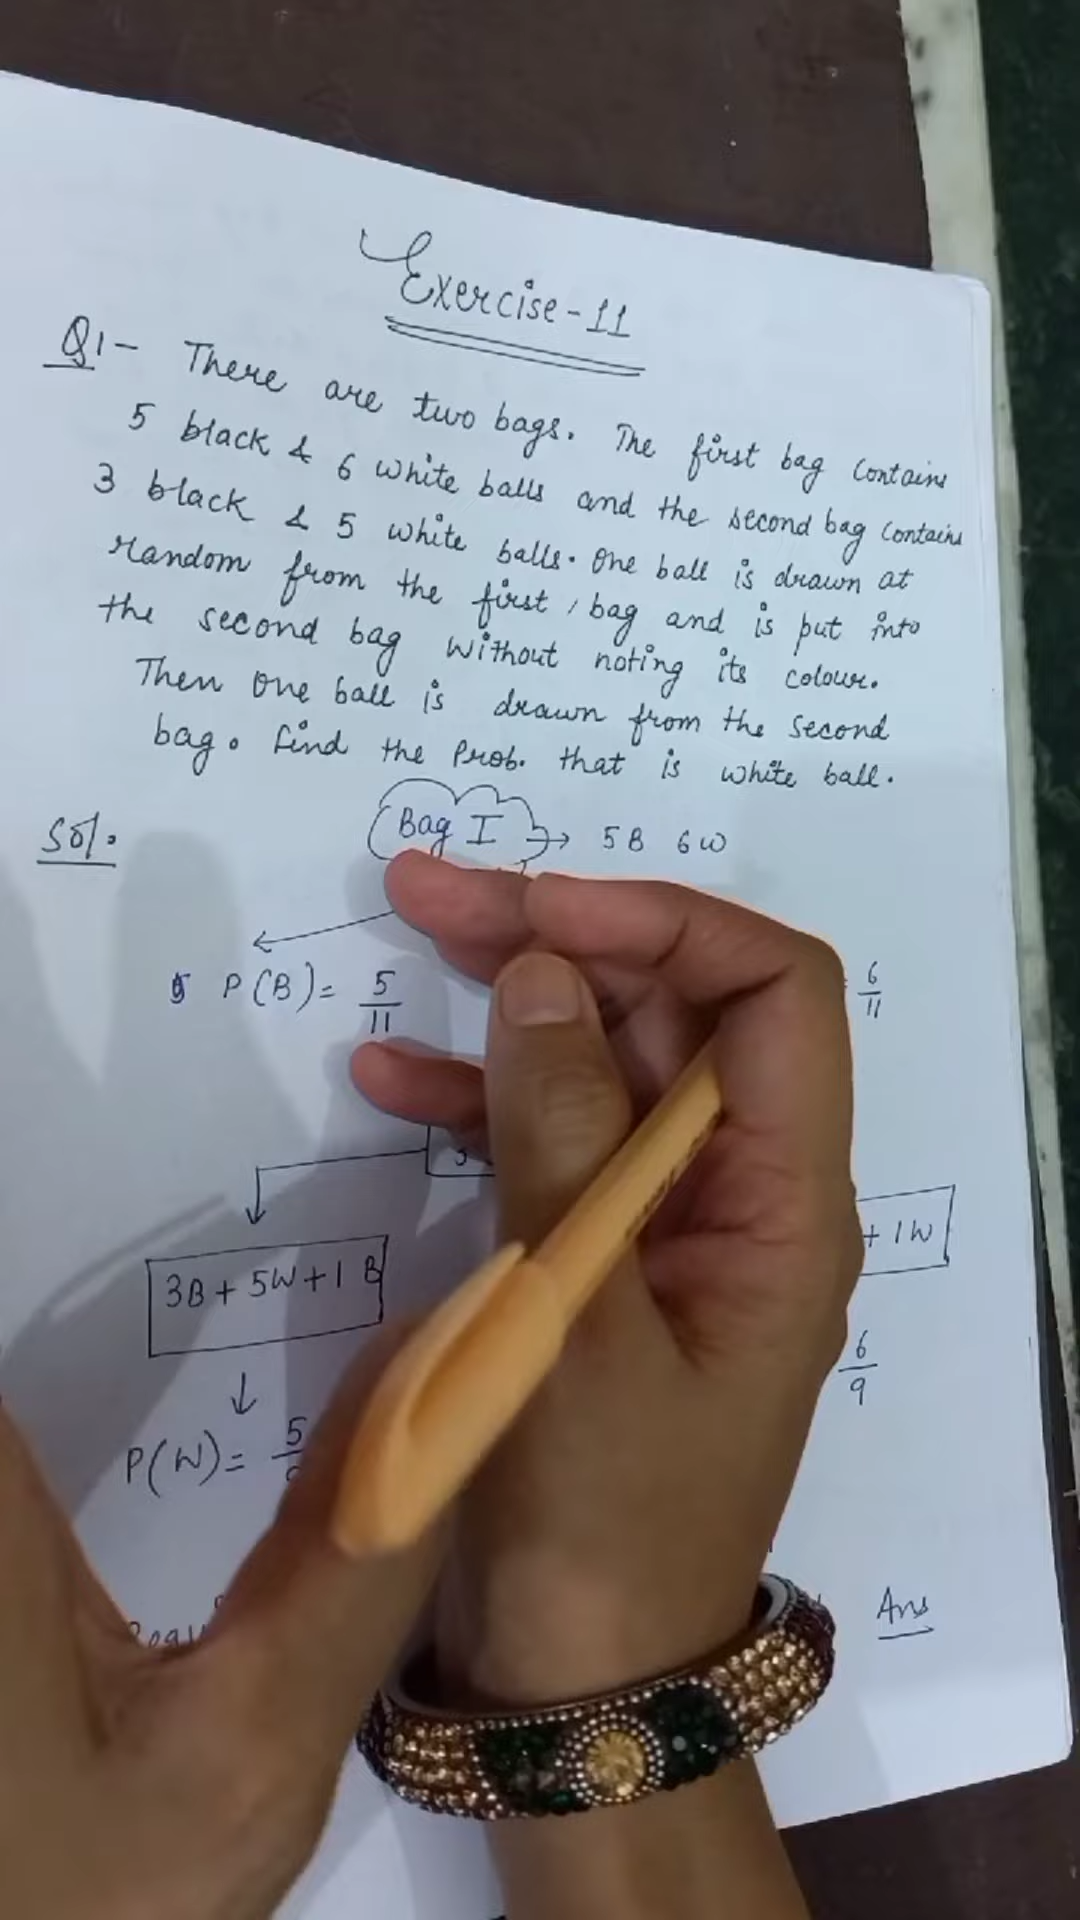 Exercise-11
Q1- There are two bags. The first bag contains
5 black & 6 white balls and the second bag contains
3 black & 5 white balls. One ball is drawn at
random from the first bag and is put into
the second bag without noting its colour.
Then one ball is drawn from the second
bag. find the Prob. that is white ball.
Sol.
Bag I → 5B 6W
P(B)= 5/11
6/11
3B+5W+1B
+1W
P(W)= 5
6/9
Ans